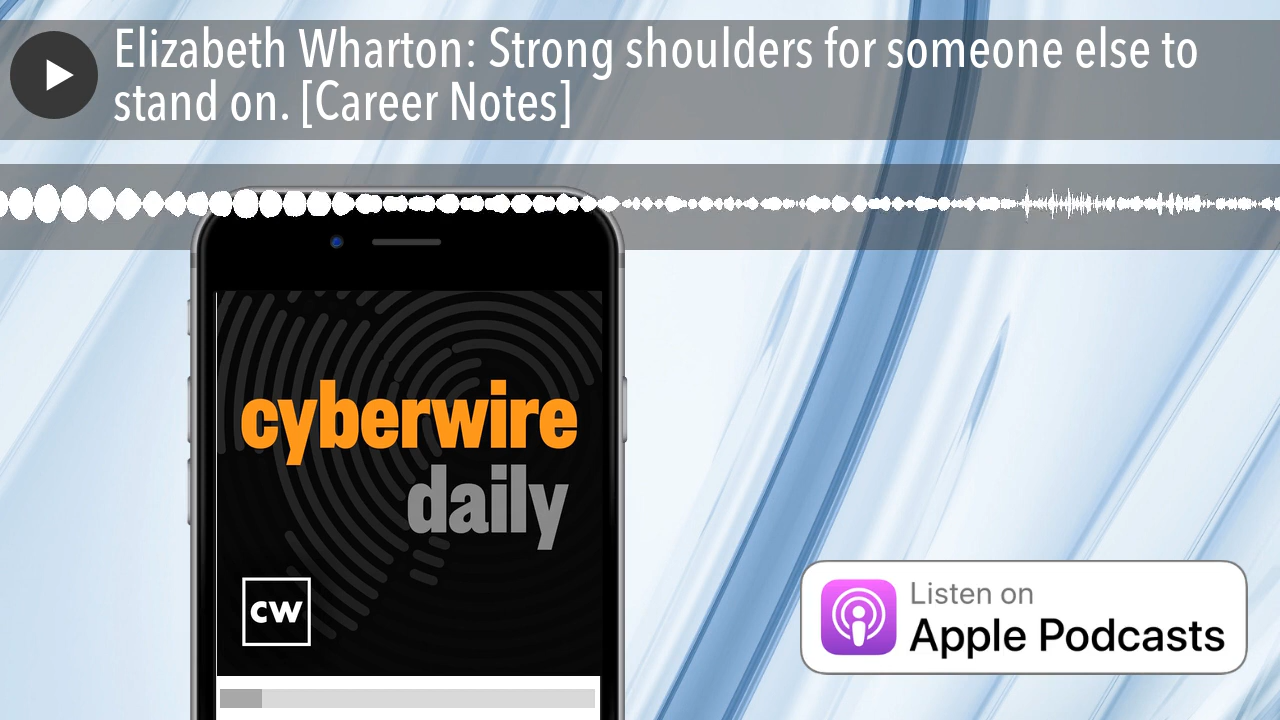 Elizabeth Wharton: Strong shoulders for someone else to
stand on. [Career Notes]
cyberwire
daily
CW
Listen on
Apple Podcasts